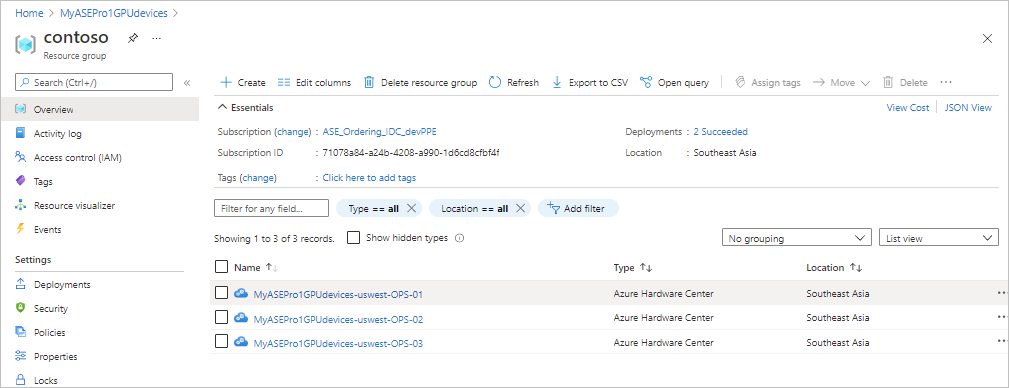 Home > MyASEPro1GPUdevices >
contoso ...
Resource group
Search (Ctrl+/) «
Create Edit columns Delete resource group Refresh Export to CSV Open query Assign tags Move Delete ...
Overview
Activity log
Access control (IAM)
Tags
Resource visualizer
Events
Settings
Deployments
Security
Policies
Properties
Locks
Essentials View Cost JSON View
Subscription (change) : ASE_Ordering_IDC_devPPE Deployments : 2 Succeeded
Subscription ID : 71078a84-a24b-4208-a990-1d6cd8cfbf4f Location : Southeast Asia
Tags (change) : Click here to add tags
Filter for any field... Type == all Location == all Add filter
Showing 1 to 3 of 3 records. Show hidden types No grouping List view
Name Type Location
MyASEPro1GPUdevices-uswest-OPS-01 Azure Hardware Center Southeast Asia ...
MyASEPro1GPUdevices-uswest-OPS-02 Azure Hardware Center Southeast Asia ...
MyASEPro1GPUdevices-uswest-OPS-03 Azure Hardware Center Southeast Asia ...